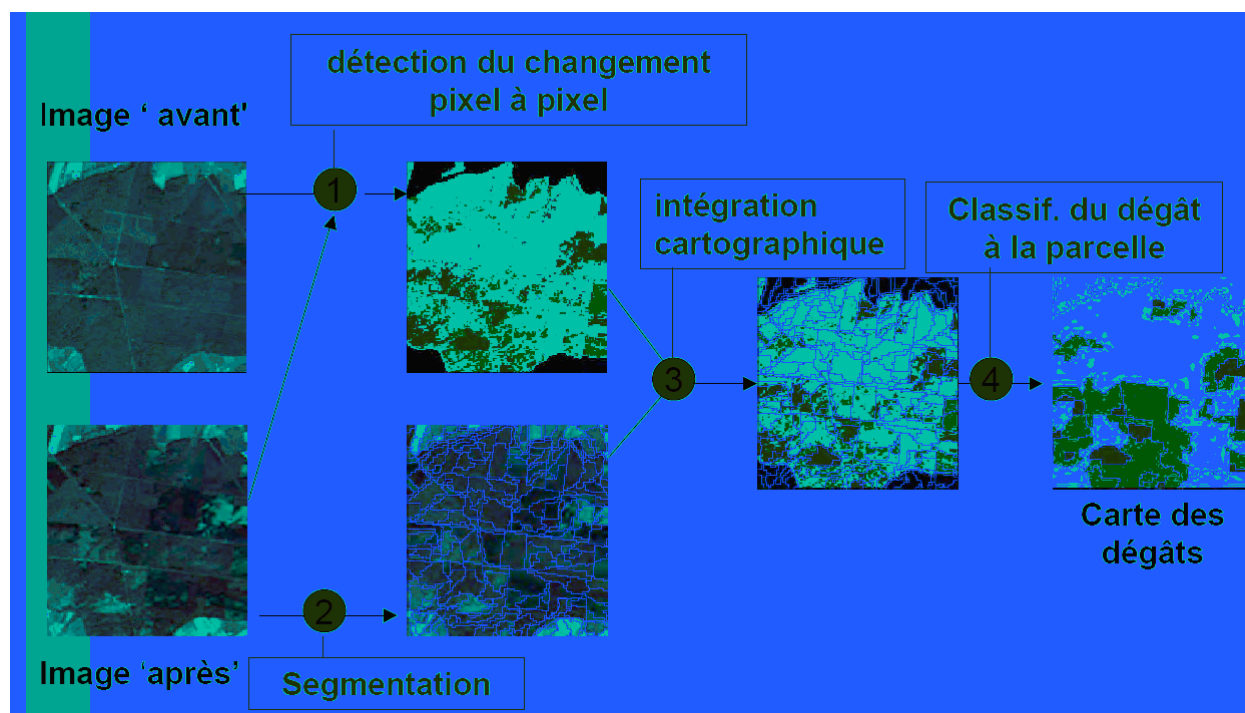 détection du changement
pixel à pixel
Image ‘ avant'
1
intégration
cartographique
Classif. du dégât
à la parcelle
3
4
Carte des
dégâts
2
Image ‘après’
Segmentation